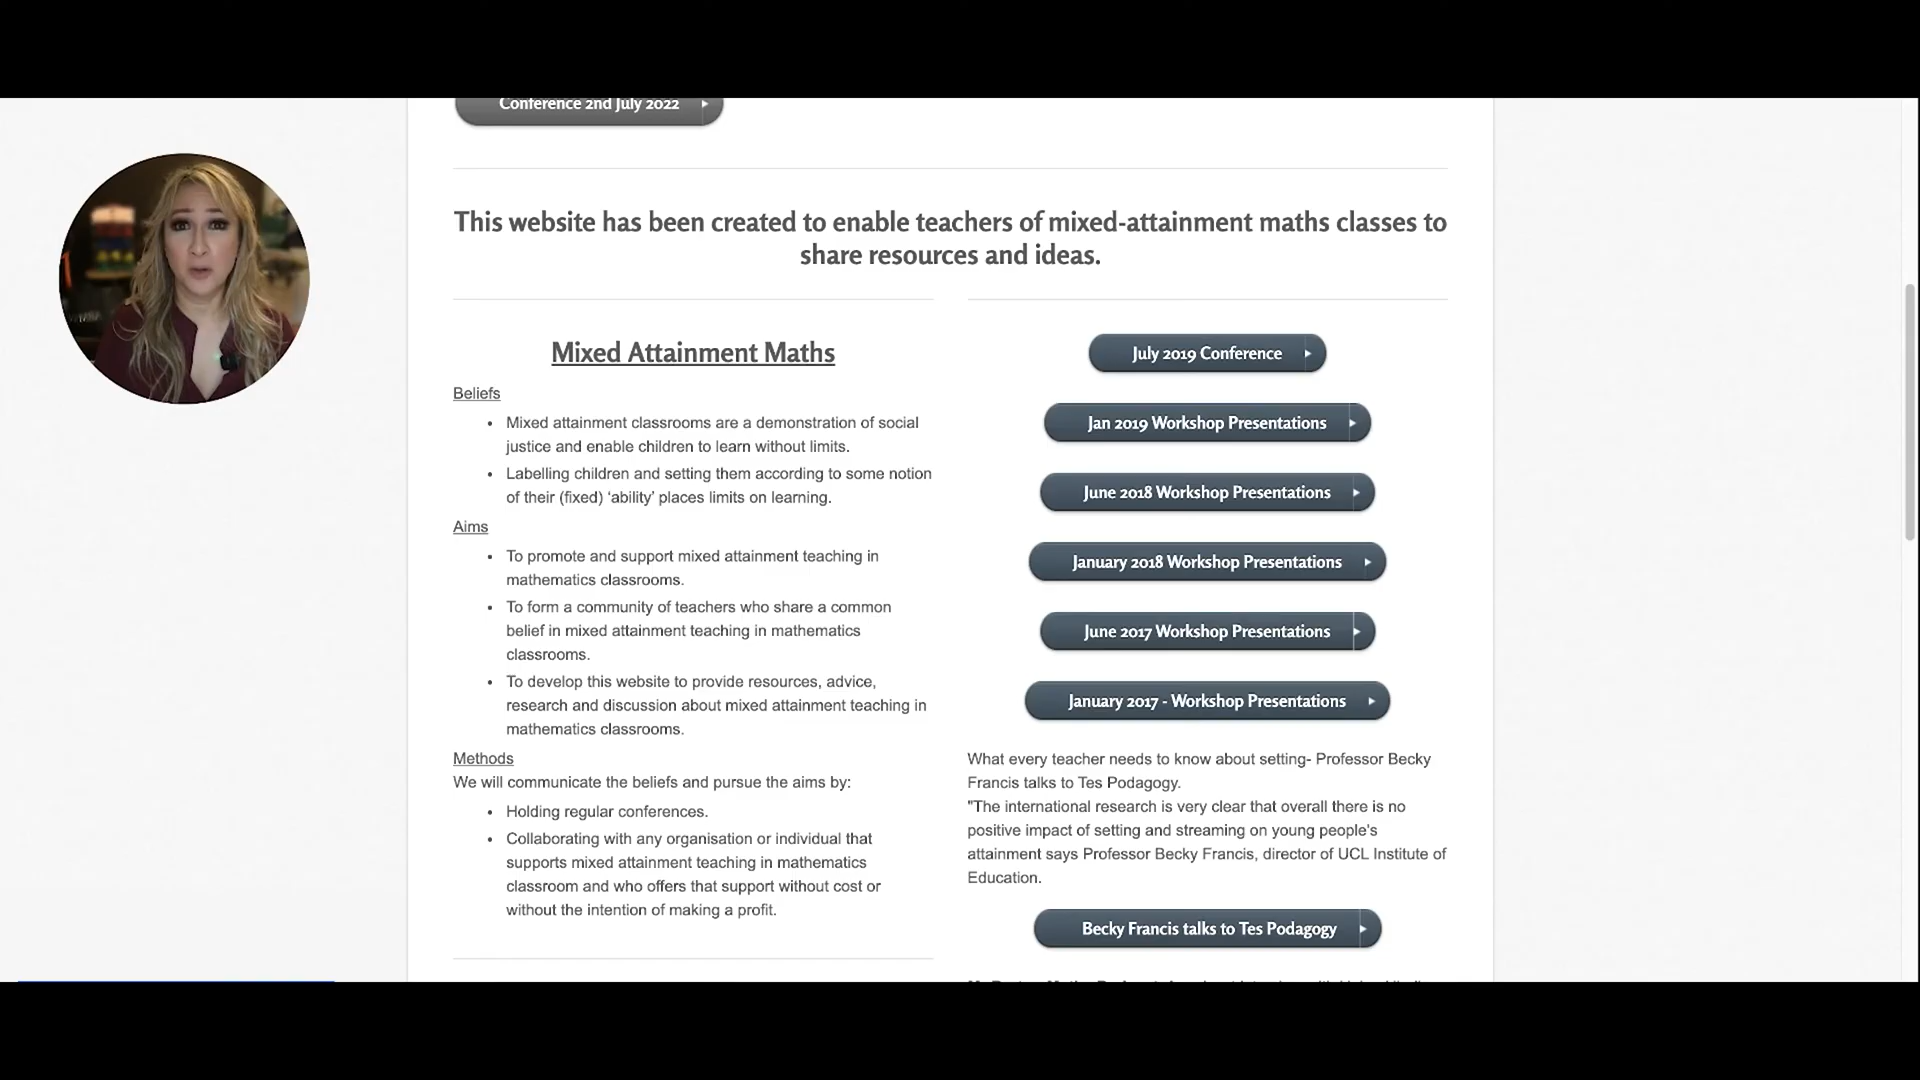 Conference 2nd July 2022
This website has been created to enable teachers of mixed-attainment maths classes to
share resources and ideas.
Mixed Attainment Maths
Beliefs
• Mixed attainment classrooms are a demonstration of social
justice and enable children to learn without limits.
• Labelling children and setting them according to some notion
of their (fixed) ‘ability’ places limits on learning.
Aims
• To promote and support mixed attainment teaching in
mathematics classrooms.
• To form a community of teachers who share a common
belief in mixed attainment teaching in mathematics
classrooms.
• To develop this website to provide resources, advice,
research and discussion about mixed attainment teaching in
mathematics classrooms.
Methods
We will communicate the beliefs and pursue the aims by:
• Holding regular conferences.
• Collaborating with any organisation or individual that
supports mixed attainment teaching in mathematics
classroom and who offers that support without cost or
without the intention of making a profit.
July 2019 Conference
Jan 2019 Workshop Presentations
June 2018 Workshop Presentations
January 2018 Workshop Presentations
June 2017 Workshop Presentations
January 2017 - Workshop Presentations
What every teacher needs to know about setting- Professor Becky
Francis talks to Tes Podagogy.
"The international research is very clear that overall there is no
positive impact of setting and streaming on young people's
attainment says Professor Becky Francis, director of UCL Institute of
Education.
Becky Francis talks to Tes Podagogy